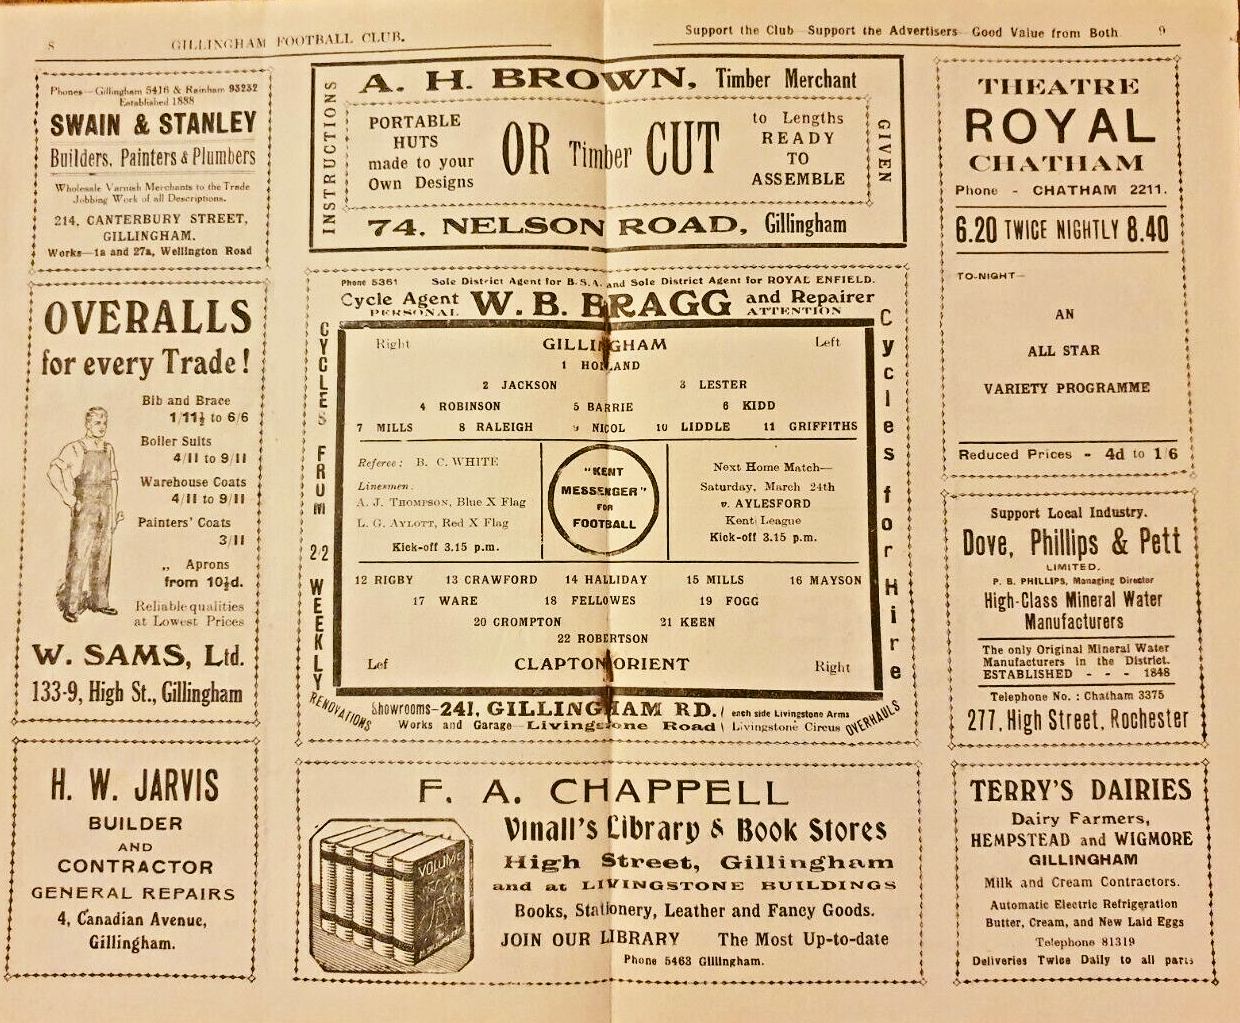 8
GILLINGHAM FOOTBALL CLUB.
Support the Club Support the Advertisers Good Value from Both
9
Phones—Gillingham 5416 & Rainham 93232
Established 1888
SWAIN & STANLEY
Builders, Painters & Plumbers
Wholesale Varnish Merchants to the Trade
Jobbing Work of all Descriptions.
214, CANTERBURY STREET,
GILLINGHAM.
Works—1a and 27a, Wellington Road
OVERALLS
for every Trade!
Bib and Brace
1/11½ to 6/6
Boiler Suits
4/11 to 9/11
Warehouse Coats
4/11 to 9/11
Painters' Coats
3/11
„ Aprons
from 10½d.
Reliable qualities
at Lowest Prices
W. SAMS, Ltd.
133-9, High St., Gillingham
H. W. JARVIS
BUILDER
AND
CONTRACTOR
GENERAL REPAIRS
4, Canadian Avenue,
Gillingham.
INSTRUCTIONS
A. H. BROWN, Timber Merchant
PORTABLE
HUTS
made to your
Own Designs
OR Timber CUT
to Lengths
READY
TO
ASSEMBLE
GIVEN
74, NELSON ROAD, Gillingham
Phone 5361 Sole District Agent for B.S.A. and Sole District Agent for ROYAL ENFIELD.
Cycle Agent W. B. BRAGG and Repairer
PERSONAL ATTENTION
CYCLES FROM 2/2 WEEKLY
Right GILLINGHAM Left
1 HOLLAND
2 JACKSON 3 LESTER
4 ROBINSON 5 BARRIE 6 KIDD
7 MILLS 8 RALEIGH 9 NICOL 10 LIDDLE 11 GRIFFITHS
Referee: B. C. WHITE
Linesmen:
A. J. THOMPSON, Blue X Flag
L. G. AYLOTT, Red X Flag
Kick-off 3.15 p.m.
"KENT
MESSENGER"
FOR
FOOTBALL
Next Home Match—
Saturday, March 24th
v. AYLESFORD
Kent League
Kick-off 3.15 p.m.
12 RIGBY 13 CRAWFORD 14 HALLIDAY 15 MILLS 16 MAYSON
17 WARE 18 FELLOWES 19 FOGG
20 CROMPTON 21 KEEN
22 ROBERTSON
Lef CLAPTON ORIENT Right
Cycles for Hire
RENOVATIONS
Showrooms—241, GILLINGHAM RD. / each side Livingstone Arms
Works and Garage—Livingstone Road \ Livingstone Circus
OVERHAULS
F. A. CHAPPELL
Vinall's Library & Book Stores
High Street, Gillingham
and at LIVINGSTONE BUILDINGS
Books, Stationery, Leather and Fancy Goods.
JOIN OUR LIBRARY The Most Up-to-date
Phone 5463 Gillingham.
VOLUME
THEATRE
ROYAL
CHATHAM
Phone - CHATHAM 2211.
6.20 TWICE NIGHTLY 8.40
TO-NIGHT—
AN
ALL STAR
VARIETY PROGRAMME
Reduced Prices - 4d to 1/6
Support Local Industry.
Dove, Phillips & Pett
LIMITED.
P. B. PHILLIPS, Managing Director
High-Class Mineral Water
Manufacturers
The only Original Mineral Water
Manufacturers in the District.
ESTABLISHED - - - 1848
Telephone No. : Chatham 3375
277, High Street, Rochester
TERRY'S DAIRIES
Dairy Farmers,
HEMPSTEAD and WIGMORE
GILLINGHAM
Milk and Cream Contractors.
Automatic Electric Refrigeration
Butter, Cream, and New Laid Eggs
Telephone 81319
Deliveries Twice Daily to all parts